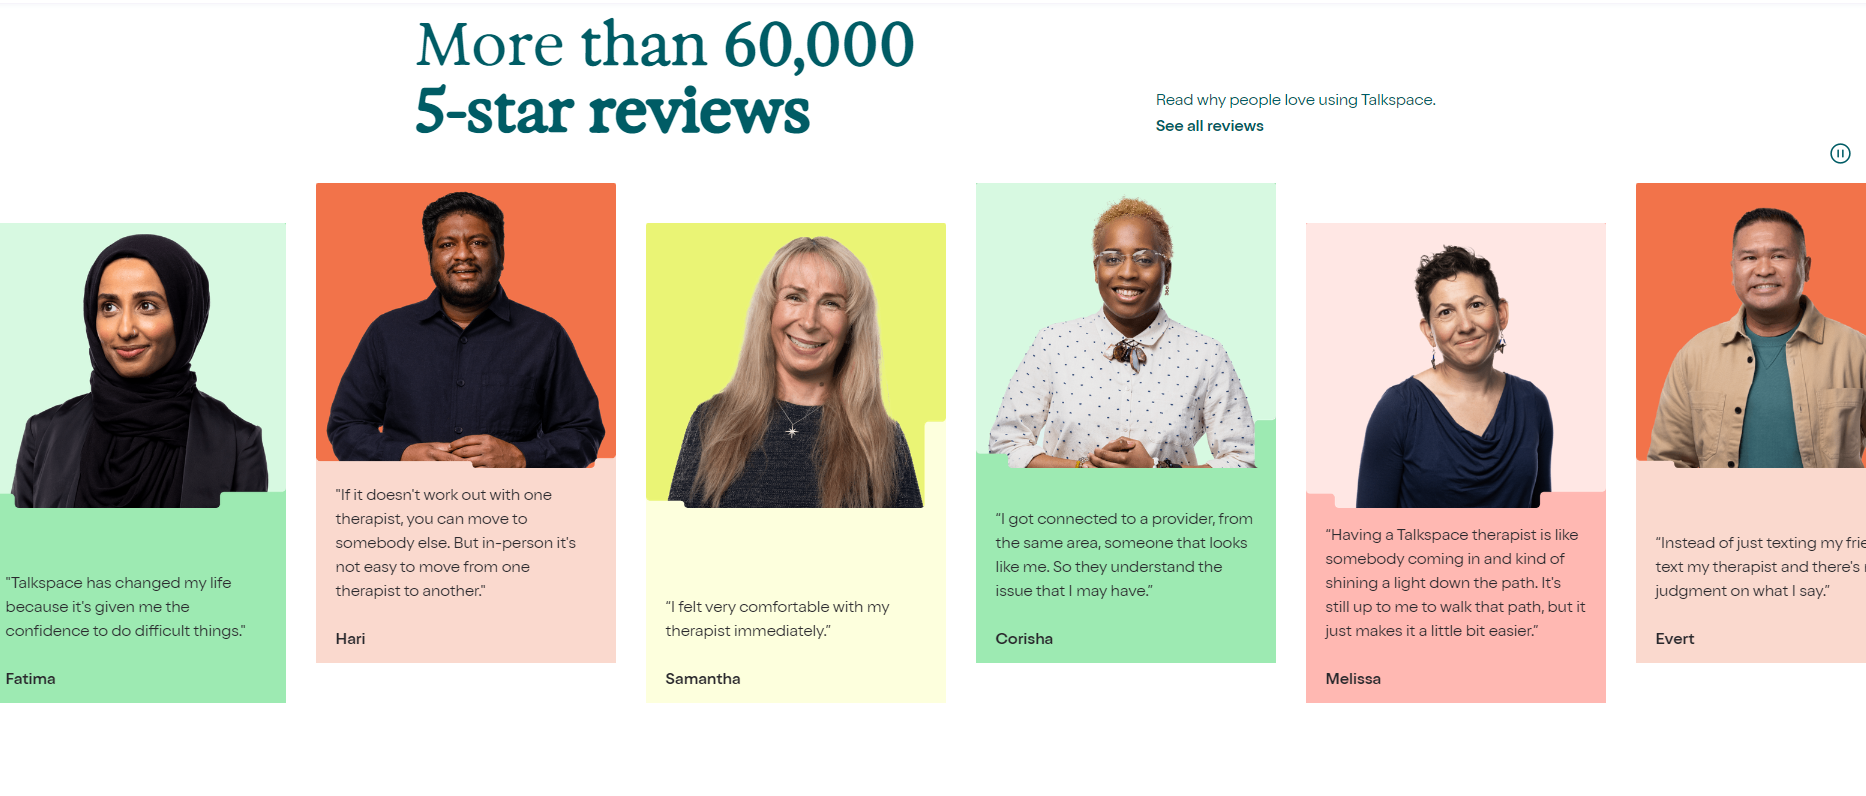 More than 60,000
5-star reviews
Read why people love using Talkspace.
See all reviews
"Talkspace has changed my life
because it's given me the
confidence to do difficult things."
Fatima
"If it doesn't work out with one
therapist, you can move to
somebody else. But in-person it's
not easy to move from one
therapist to another."
Hari
“I felt very comfortable with my
therapist immediately.”
Samantha
“I got connected to a provider, from
the same area, someone that looks
like me. So they understand the
issue that I may have.”
Corisha
“Having a Talkspace therapist is like
somebody coming in and kind of
shining a light down the path. It's
still up to me to walk that path, but it
just makes it a little bit easier.”
Melissa
“Instead of just texting my
text my therapist and there's
judgment on what I say.”
Evert